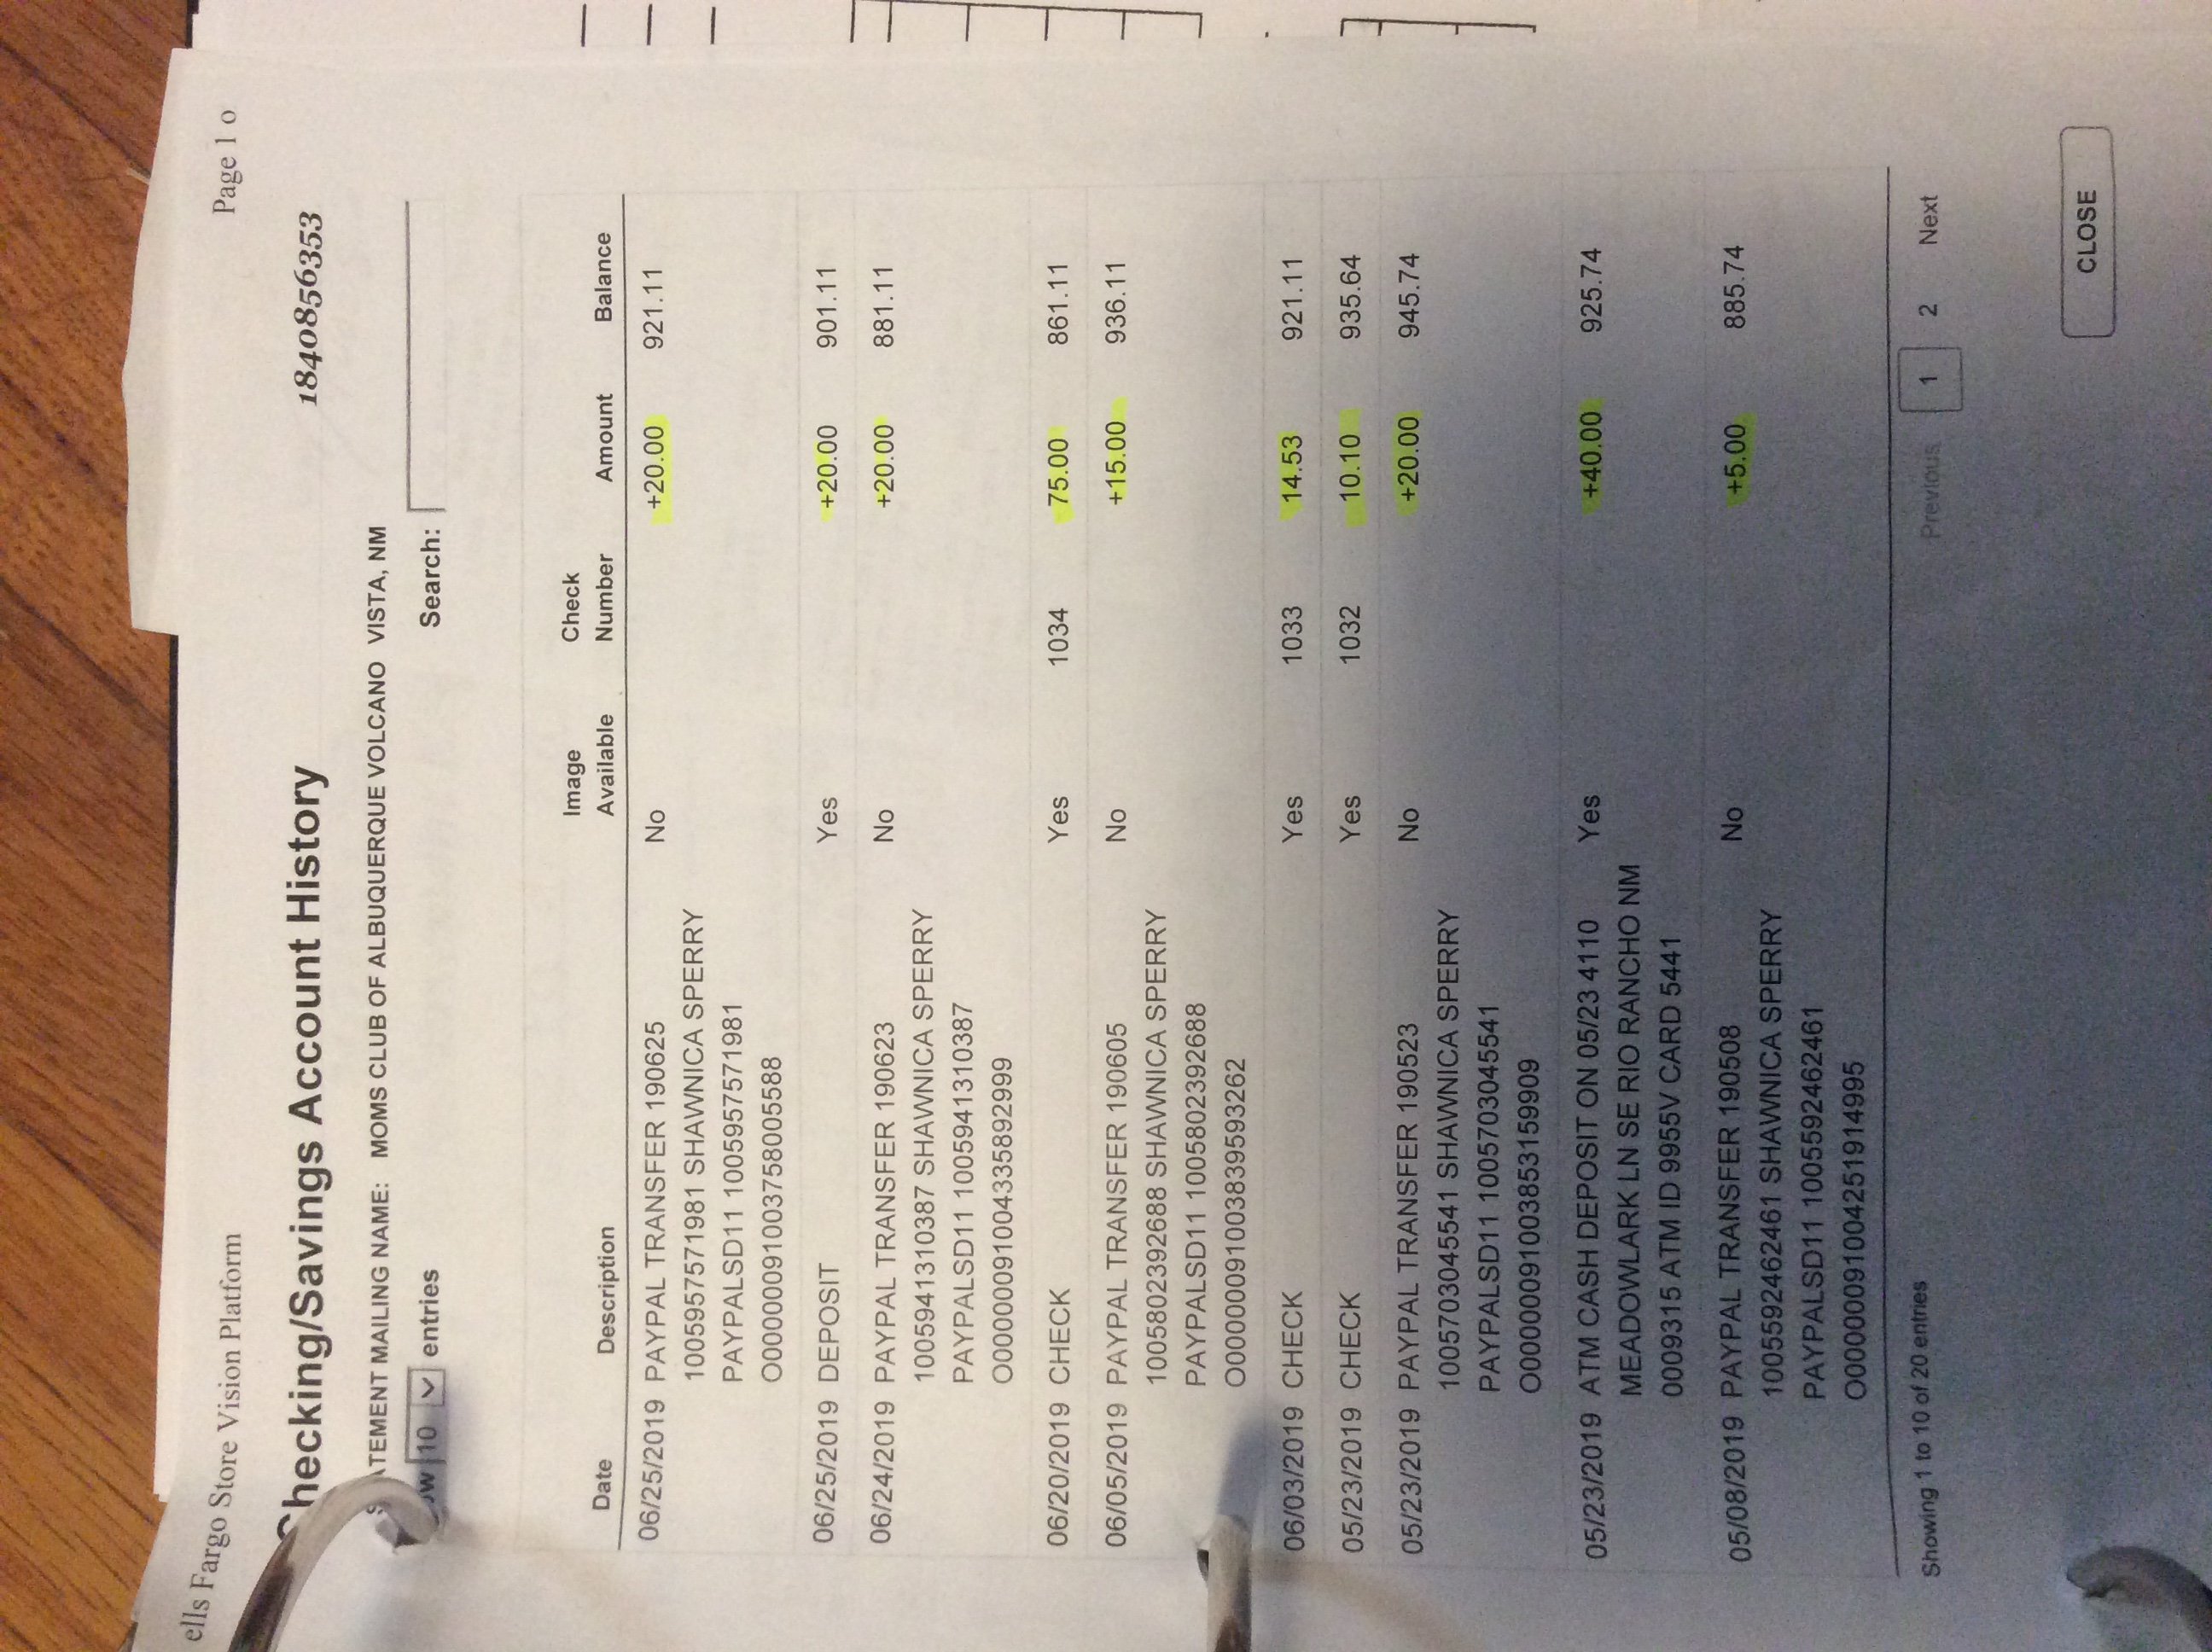 ells Fargo Store Vision Platform
Page 1 o
Checking/Savings Account History
1840856353
STATEMENT MAILING NAME: MOMS CLUB OF ALBUQUERQUE VOLCANO VISTA, NM
ow 10 entries
Search:
Date Description Image Available Check Number Amount Balance
06/25/2019 PAYPAL TRANSFER 190625 No +20.00 921.11
1005957571981 SHAWNICA SPERRY
PAYPALSD11 1005957571981
O00000091003758005588
06/25/2019 DEPOSIT Yes +20.00 901.11
06/24/2019 PAYPAL TRANSFER 190623 No +20.00 881.11
1005941310387 SHAWNICA SPERRY
PAYPALSD11 1005941310387
O00000091004335892999
06/20/2019 CHECK Yes 1034 75.00 861.11
06/05/2019 PAYPAL TRANSFER 190605 No +15.00 936.11
1005802392688 SHAWNICA SPERRY
PAYPALSD11 1005802392688
O00000091003839593262
06/03/2019 CHECK Yes 1033 14.53 921.11
05/23/2019 CHECK Yes 1032 10.10 935.64
05/23/2019 PAYPAL TRANSFER 190523 No +20.00 945.74
1005703045541 SHAWNICA SPERRY
PAYPALSD11 1005703045541
O00000091003853159909
05/23/2019 ATM CASH DEPOSIT ON 05/23 4110 Yes +40.00 925.74
MEADOWLARK LN SE RIO RANCHO NM
0009315 ATM ID 9955V CARD 5441
05/08/2019 PAYPAL TRANSFER 190508 No +5.00 885.74
1005592462461 SHAWNICA SPERRY
PAYPALSD11 1005592462461
O00000091004251914995
Showing 1 to 10 of 20 entries
Previous 1 2 Next
CLOSE